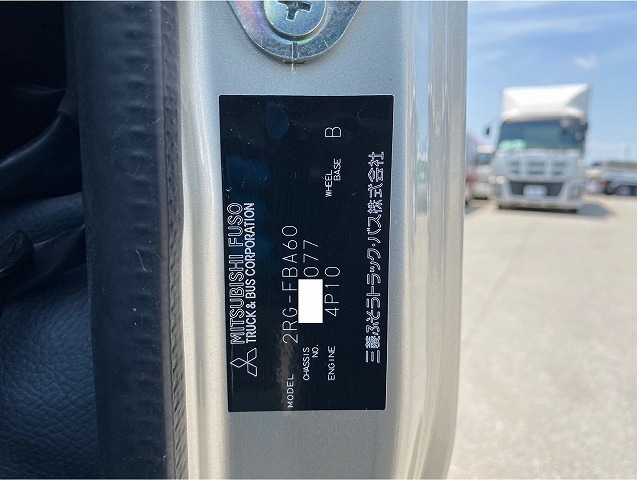 MITSUBISHI FUSO
TRUCK & BUS CORPORATION
MODEL 2RG-FBA60
CHASSIS NO. 077
ENGINE 4P10 WHEEL BASE B
三菱ふそうトラック・バス株式会社